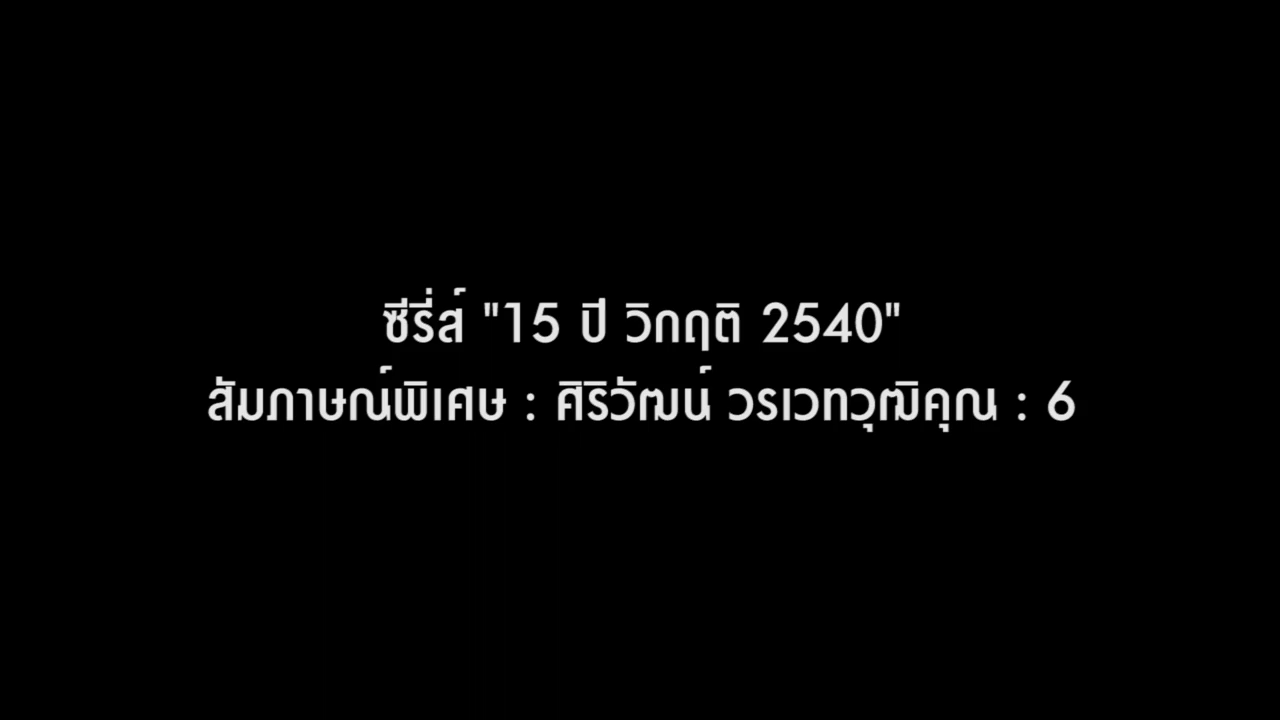 ซีรี่ส์ "15 ปี วิกฤติ 2540"
สัมภาษณ์พิเศษ : ศิริวัฒน์ วรเวทวุฒิคุณ : 6